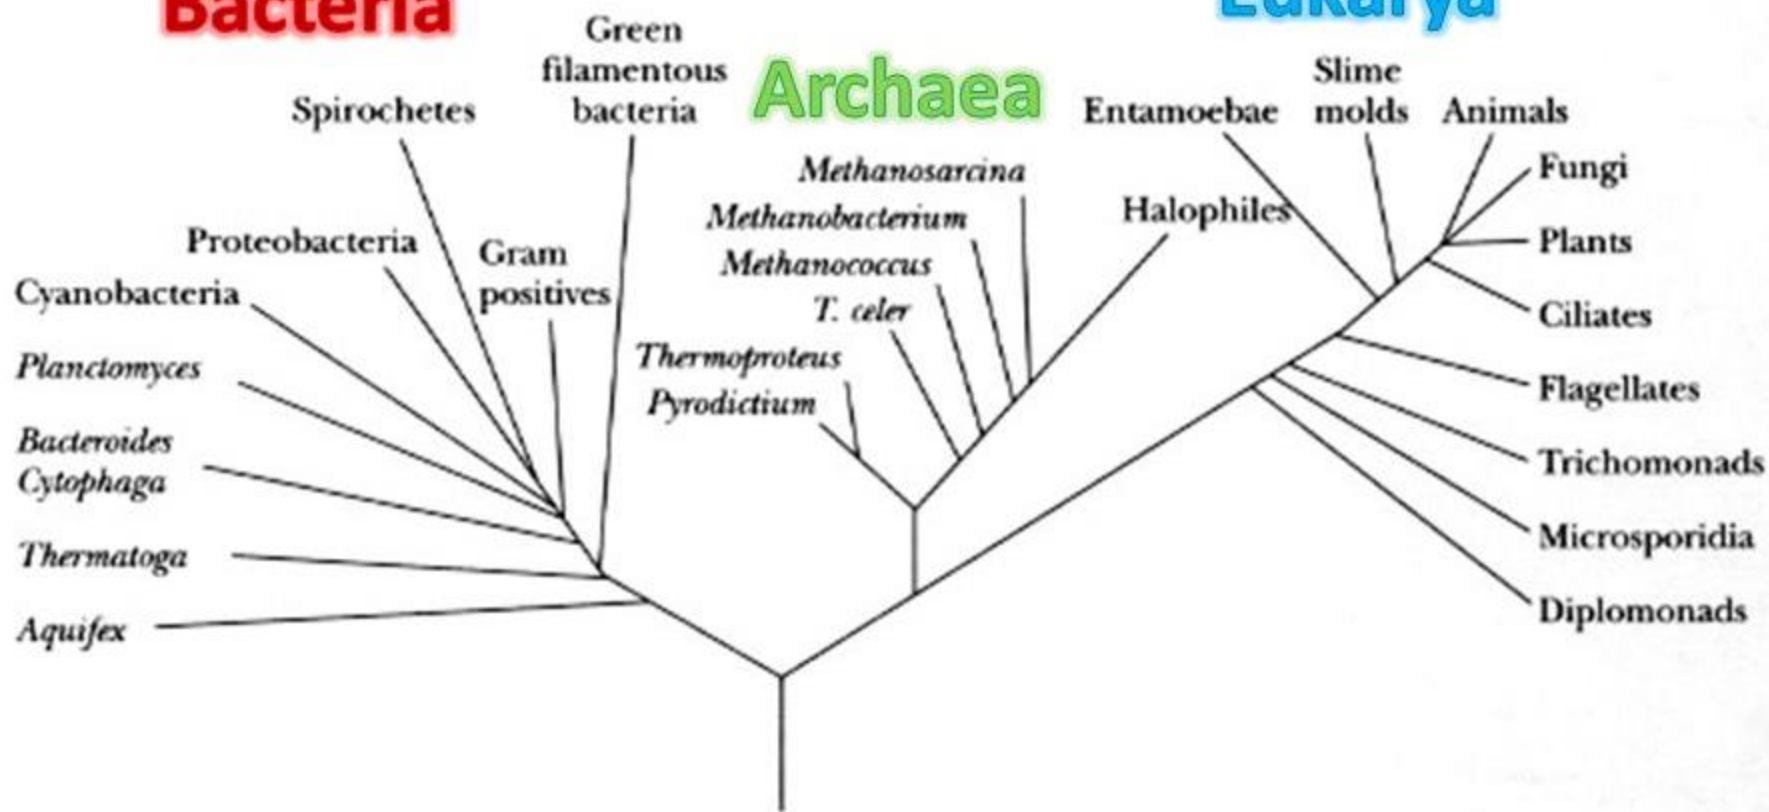 Bacteria
Eukarya
Green
filamentous
bacteria
Archaea
Spirochetes
Entamoebae
Slime
molds
Animals
Methanosarcina
Fungi
Methanobacterium
Halophiles
Proteobacteria
Gram
positives
Methanococcus
Plants
Cyanobacteria
T. celer
Ciliates
Planctomyces
Thermoproteus
Pyrodictium
Flagellates
Bacteroides
Cytophaga
Trichomonads
Thermatoga
Microsporidia
Aquifex
Diplomonads